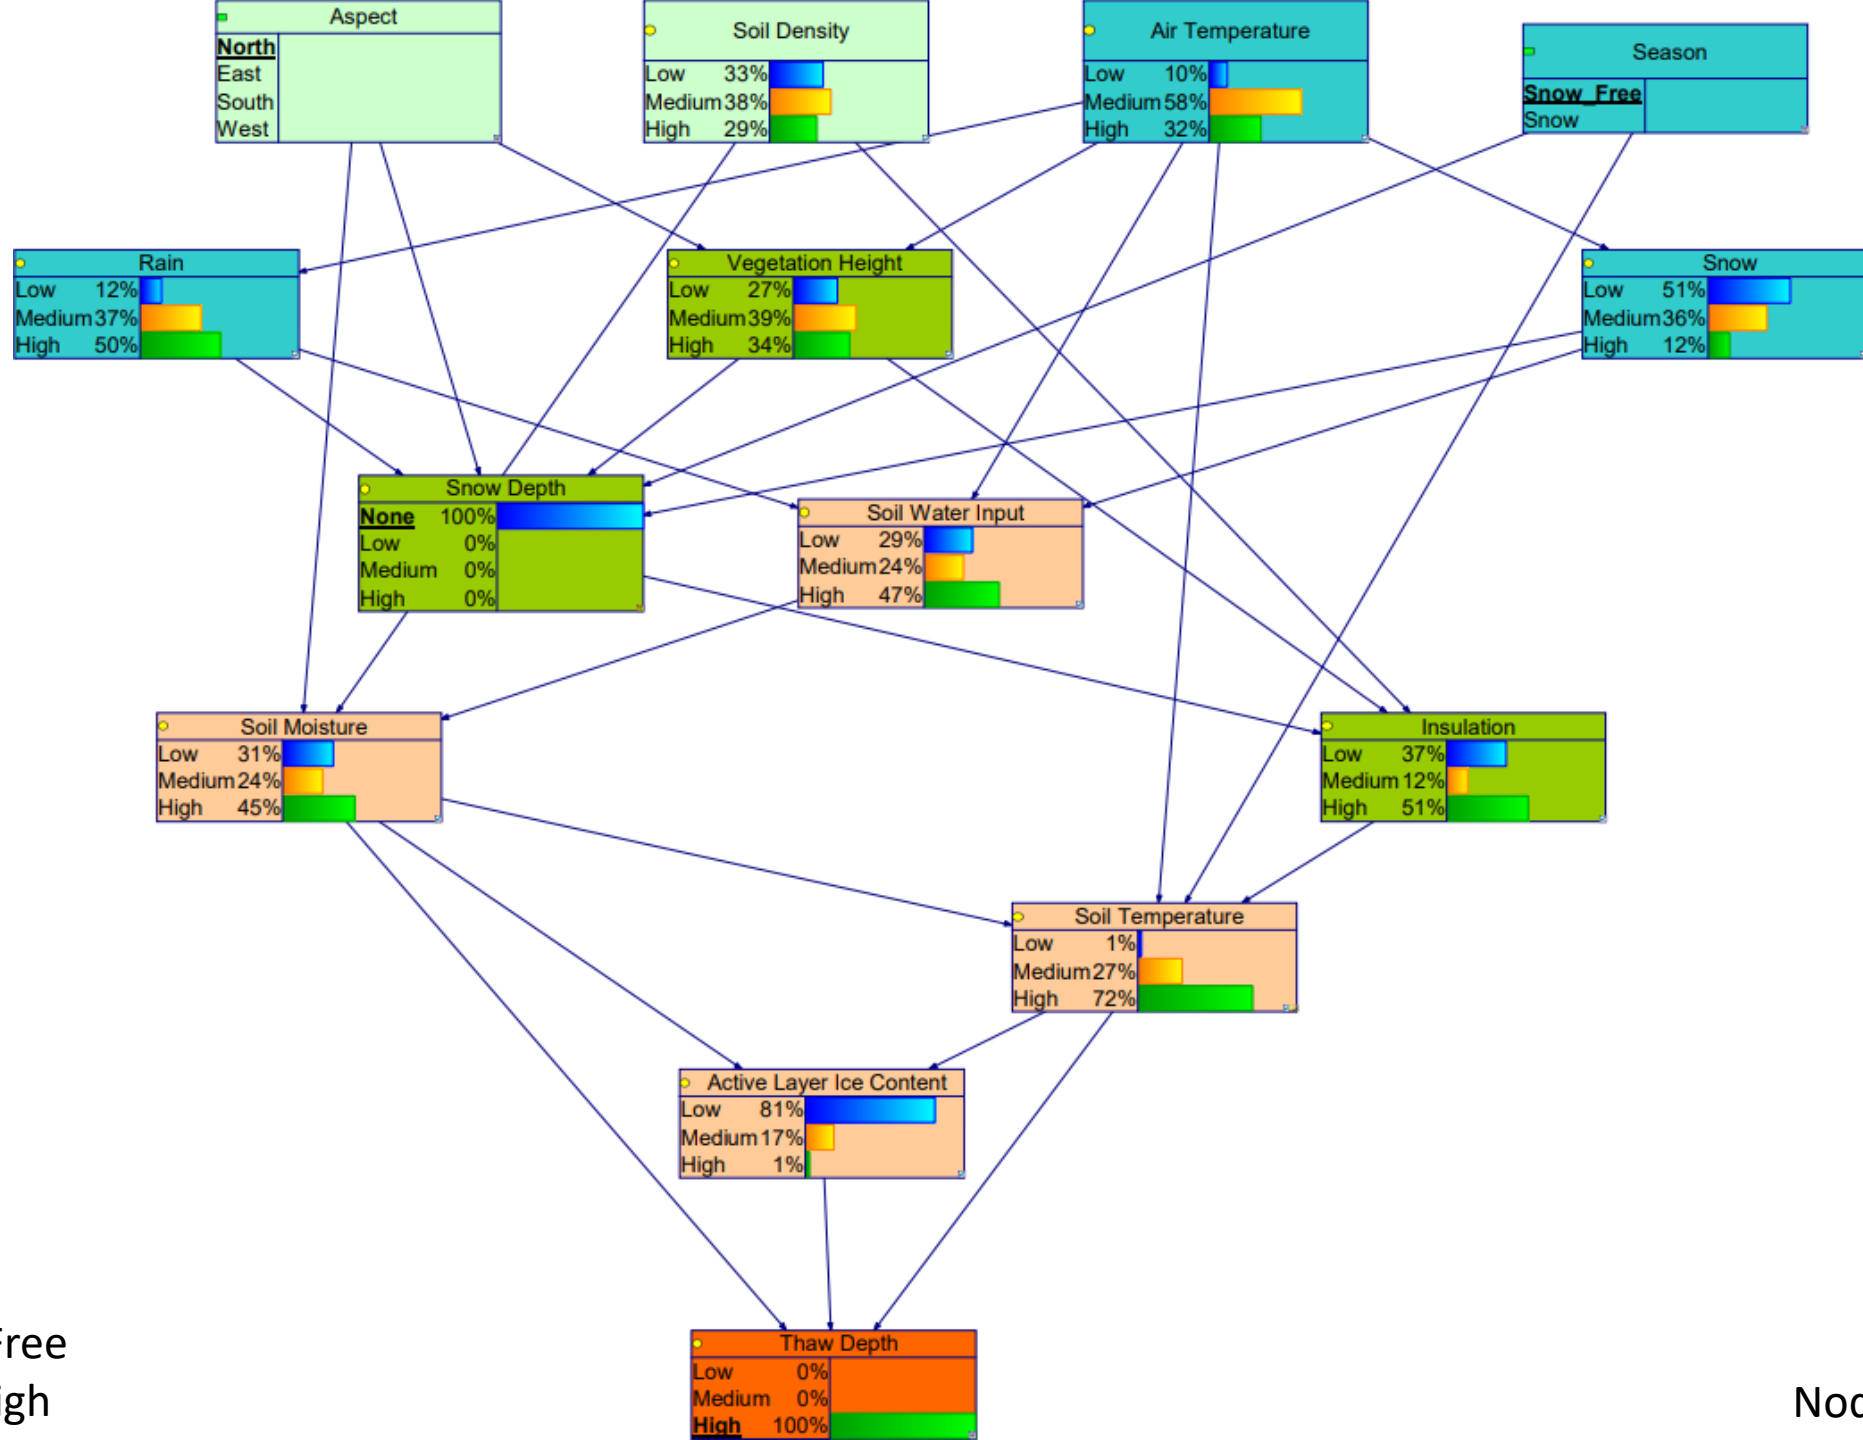 Aspect
North
East
South
West
Soil Density
Low 33%
Medium 38%
High 29%
Air Temperature
Low 10%
Medium 58%
High 32%
Season
Snow_Free
Snow
Rain
Low 12%
Medium 37%
High 50%
Vegetation Height
Low 27%
Medium 39%
High 34%
Snow
Low 51%
Medium 36%
High 12%
Snow Depth
None 100%
Low 0%
Medium 0%
High 0%
Soil Water Input
Low 29%
Medium 24%
High 47%
Soil Moisture
Low 31%
Medium 24%
High 45%
Insulation
Low 37%
Medium 12%
High 51%
Soil Temperature
Low 1%
Medium 27%
High 72%
Active Layer Ice Content
Low 81%
Medium 17%
High 1%
Thaw Depth
Low 0%
Medium 0%
High 100%